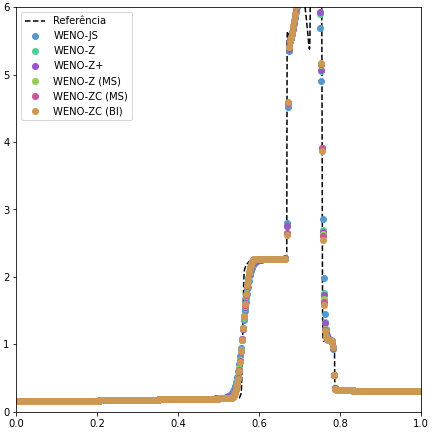 Referência
WENO-JS
WENO-Z
WENO-Z+
WENO-Z (MS)
WENO-ZC (MS)
WENO-ZC (BI)
6
5
4
3
2
1
0
0.0 0.2 0.4 0.6 0.8 1.0